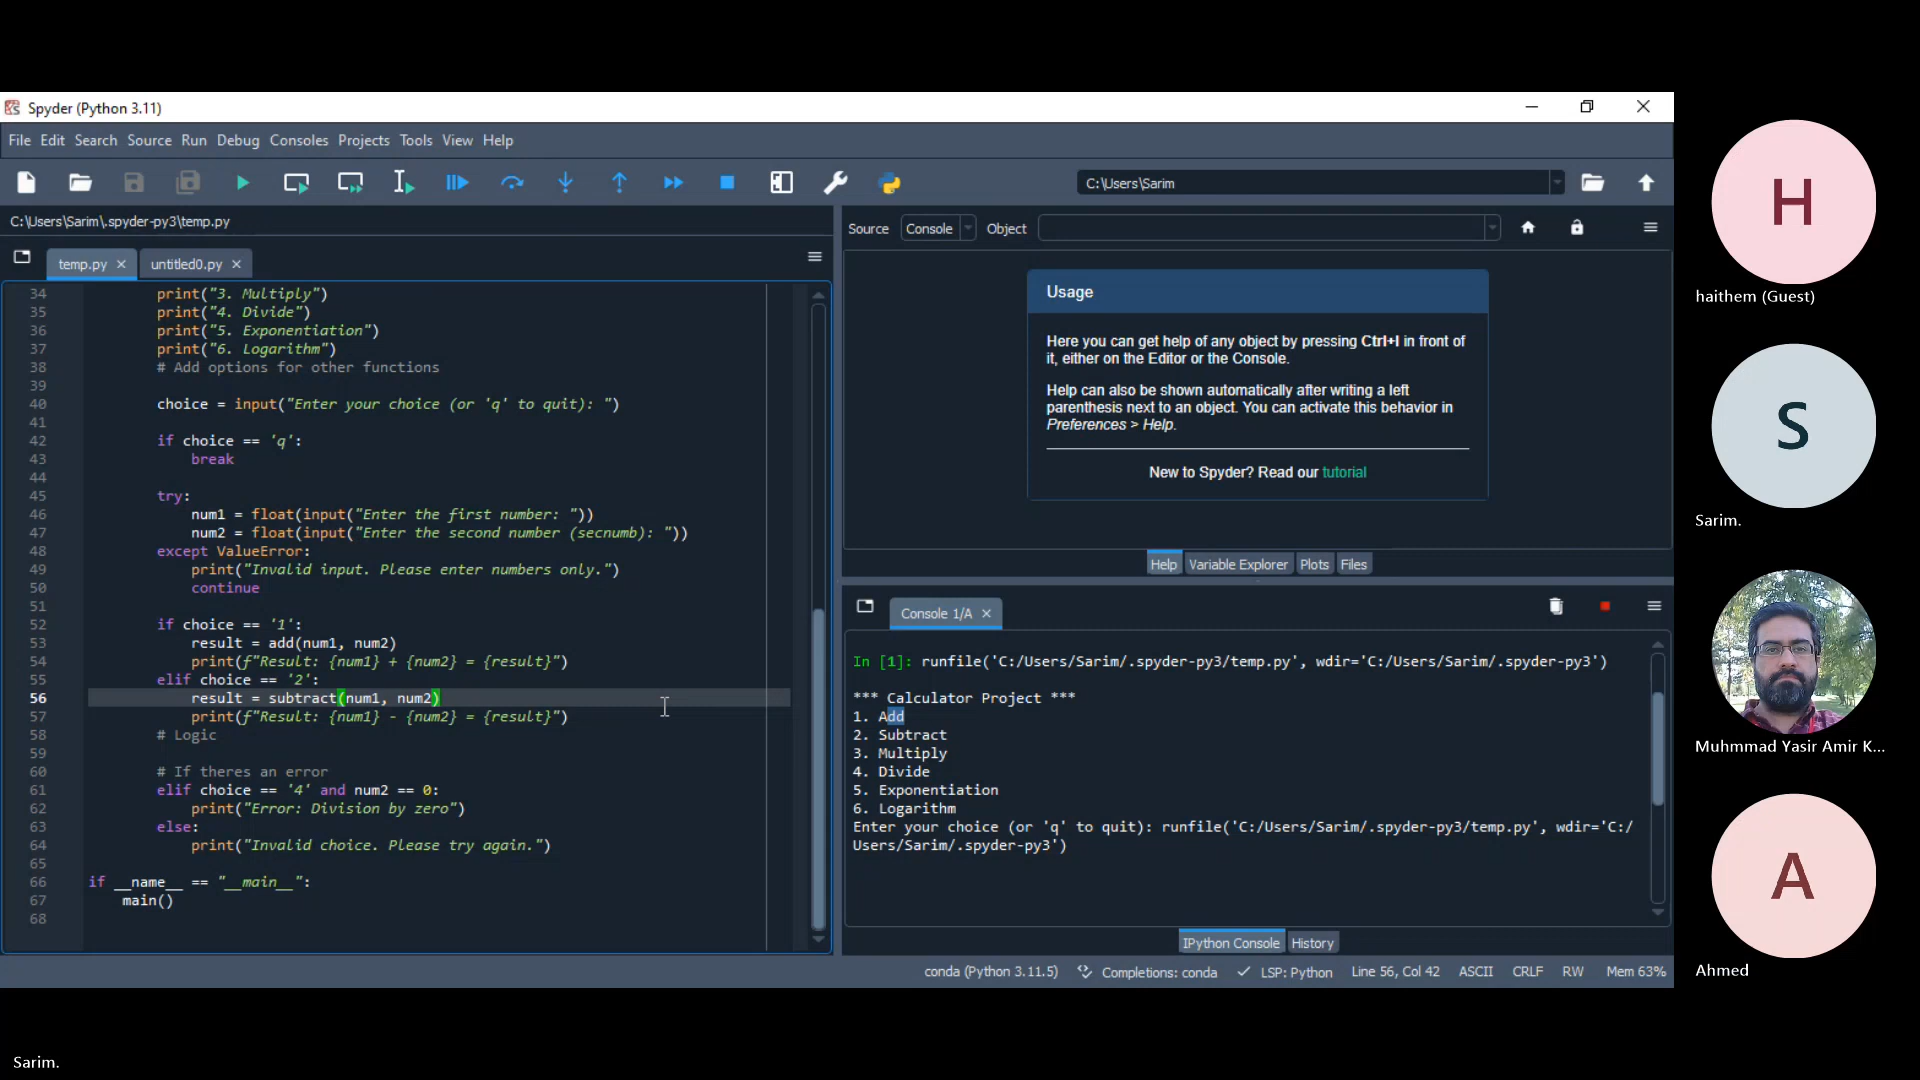 Spyder (Python 3.11)
File Edit Search Source Run Debug Consoles Projects Tools View Help
C:\Users\Sarim
C:\Users\Sarim\.spyder-py3\temp.py
temp.py
untitled0.py
34 print("3. Multiply")
35 print("4. Divide")
36 print("5. Exponentiation")
37 print("6. Logarithm")
38 # Add options for other functions
39
40 choice = input("Enter your choice (or 'q' to quit): ")
41
42 if choice == 'q':
43 break
44
45 try:
46 num1 = float(input("Enter the first number: "))
47 num2 = float(input("Enter the second number (secnumb): "))
48 except ValueError:
49 print("Invalid input. Please enter numbers only.")
50 continue
51
52 if choice == '1':
53 result = add(num1, num2)
54 print(f"Result: {num1} + {num2} = {result}")
55 elif choice == '2':
56 result = subtract(num1, num2)
57 print(f"Result: {num1} - {num2} = {result}")
58 # Logic
59
60 # If theres an error
61 elif choice == '4' and num2 == 0:
62 print("Error: Division by zero")
63 else:
64 print("Invalid choice. Please try again.")
65
66 if __name__ == "__main__":
67 main()
68
Source Console Object
Usage
Here you can get help of any object by pressing Ctrl+I in front of
it, either on the Editor or the Console.
Help can also be shown automatically after writing a left
parenthesis next to an object. You can activate this behavior in
Preferences > Help.
New to Spyder? Read our tutorial
Help Variable Explorer Plots Files
Console 1/A
In [1]: runfile('C:/Users/Sarim/.spyder-py3/temp.py', wdir='C:/Users/Sarim/.spyder-py3')
*** Calculator Project ***
1. Add
2. Subtract
3. Multiply
4. Divide
5. Exponentiation
6. Logarithm
Enter your choice (or 'q' to quit): runfile('C:/Users/Sarim/.spyder-py3/temp.py', wdir='C:/
Users/Sarim/.spyder-py3')
IPython Console History
conda (Python 3.11.5) Completions: conda LSP: Python Line 56, Col 42 ASCII CRLF RW Mem 63%
H
haithem (Guest)
S
Sarim.
Muhmmad Yasir Amir K...
A
Ahmed
Sarim.